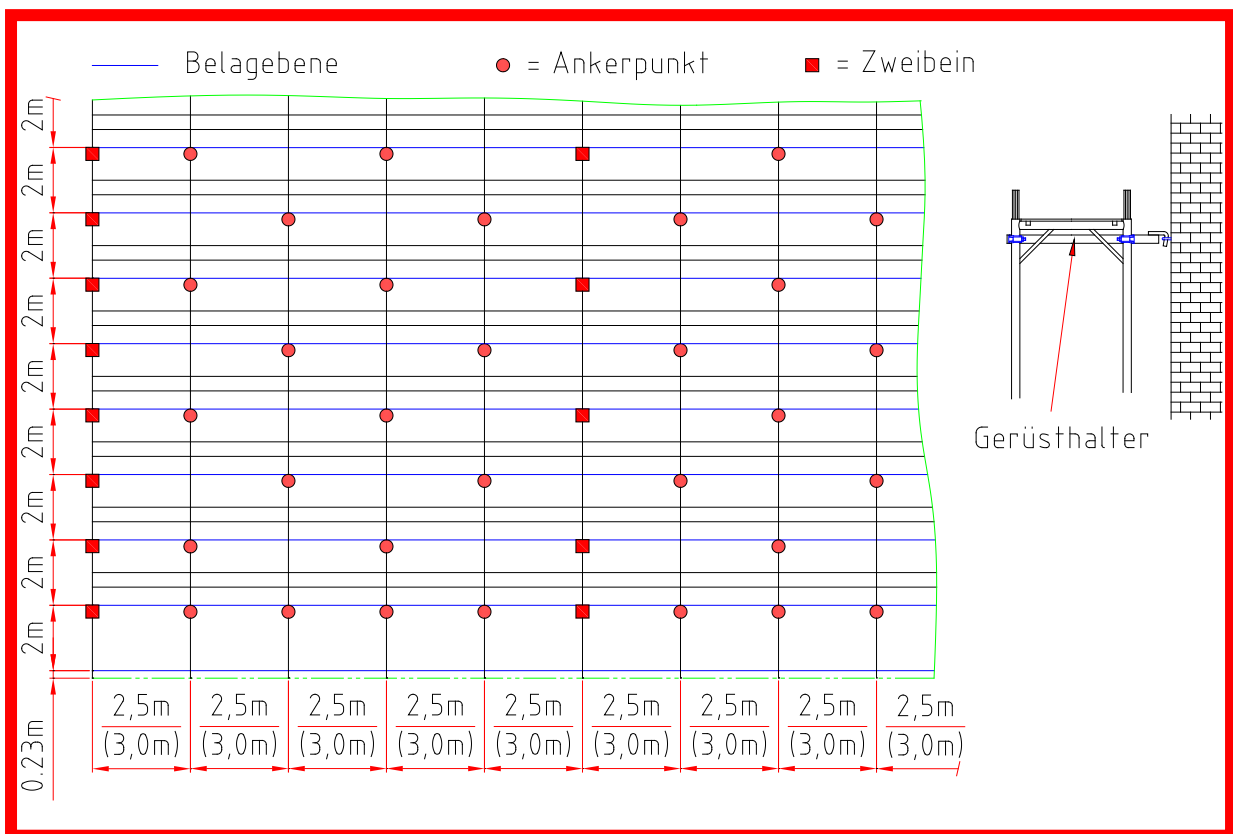 Belagebene
= Ankerpunkt
= Zweibein
2m
2m
2m
2m
2m
2m
2m
2m
2m
0.23m
Gerüsthalter
2,5m 2,5m 2,5m 2,5m 2,5m 2,5m 2,5m 2,5m 2,5m
(3,0m) (3,0m) (3,0m) (3,0m) (3,0m) (3,0m) (3,0m) (3,0m) (3,0m)